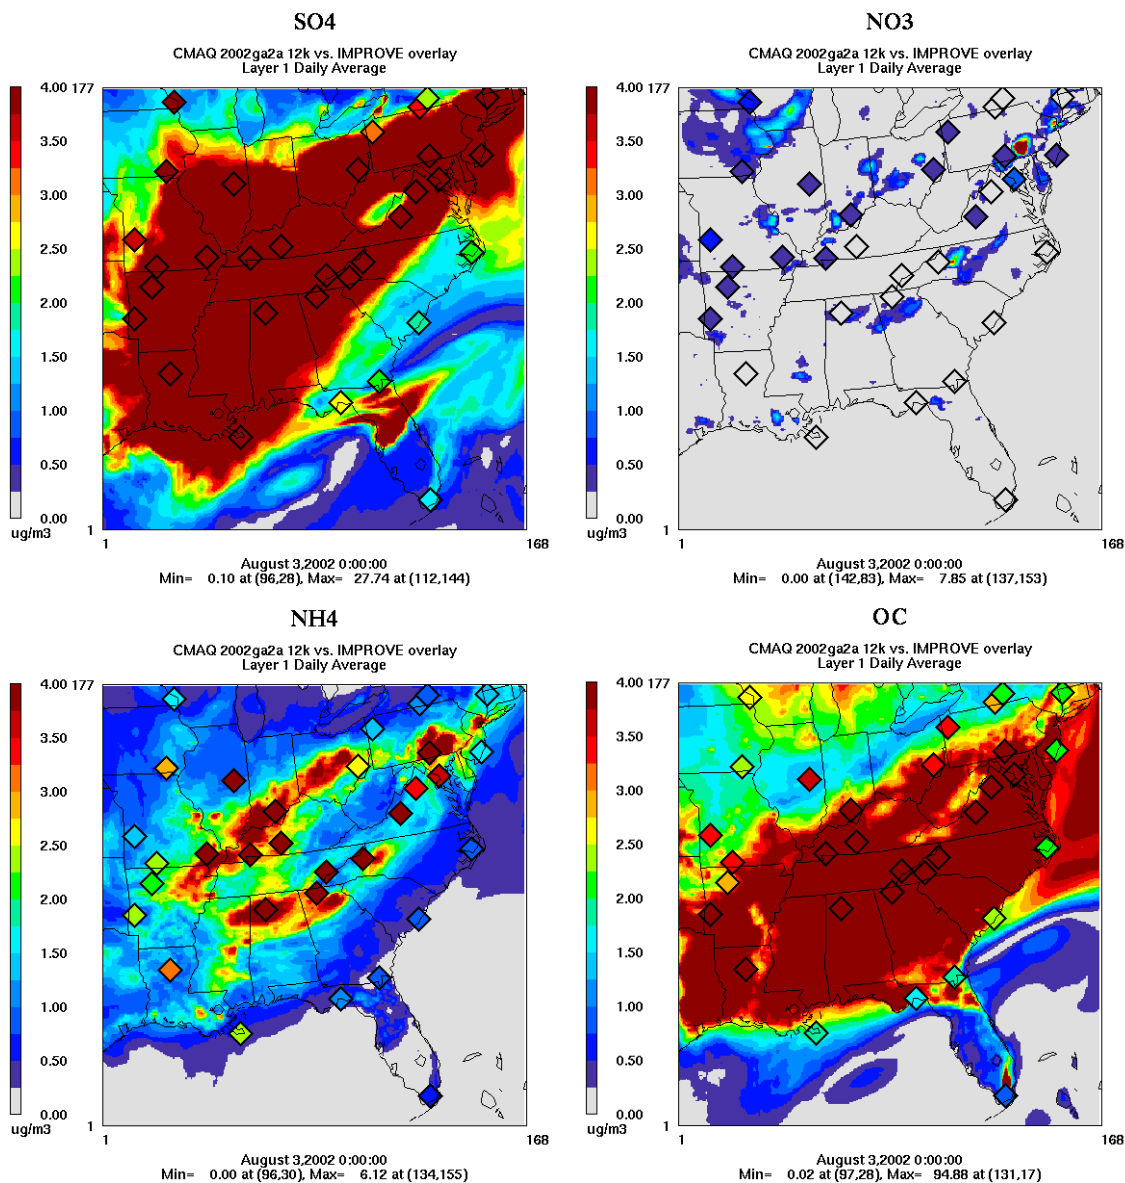 SO4
CMAQ 2002ga2a 12k vs. IMPROVE overlay
Layer 1 Daily Average
4.00 177
3.50
3.00
2.50
2.00
1.50
1.00
0.50
0.00
ug/m3
1
1 168
August 3,2002 0:00:00
Min= 0.10 at (96,28), Max= 27.74 at (112,144)
NO3
CMAQ 2002ga2a 12k vs. IMPROVE overlay
Layer 1 Daily Average
4.00 177
3.50
3.00
2.50
2.00
1.50
1.00
0.50
0.00
ug/m3
1
1 168
August 3,2002 0:00:00
Min= 0.00 at (142,83), Max= 7.85 at (137,153)
NH4
CMAQ 2002ga2a 12k vs. IMPROVE overlay
Layer 1 Daily Average
4.00 177
3.50
3.00
2.50
2.00
1.50
1.00
0.50
0.00
ug/m3
1
1 168
August 3,2002 0:00:00
Min= 0.00 at (96,30), Max= 6.12 at (134,155)
OC
CMAQ 2002ga2a 12k vs. IMPROVE overlay
Layer 1 Daily Average
4.00 177
3.50
3.00
2.50
2.00
1.50
1.00
0.50
0.00
ug/m3
1
1 168
August 3,2002 0:00:00
Min= 0.02 at (97,28), Max= 94.88 at (131,17)